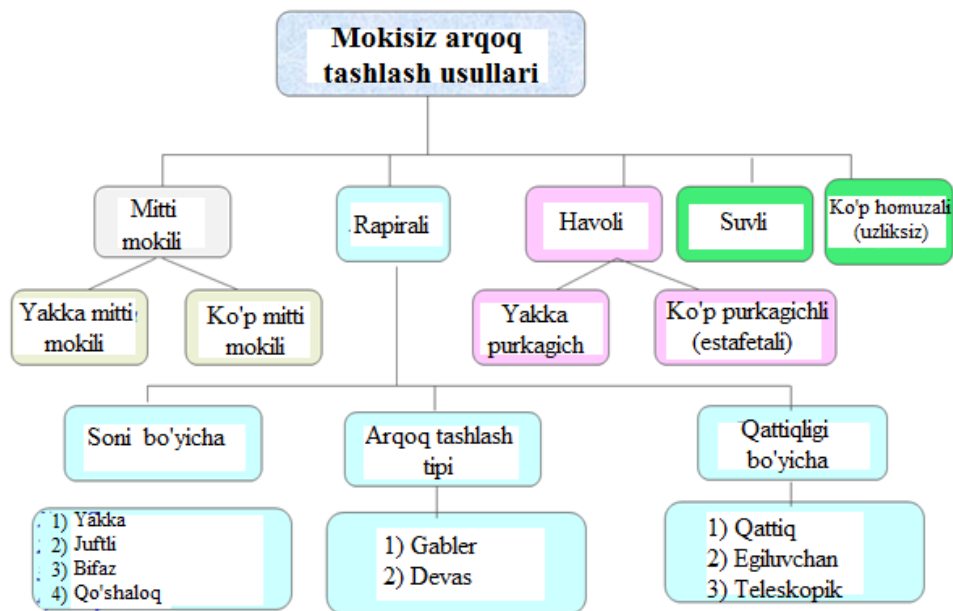 Mokisiz arqoq
tashlash usullari
Mitti
mokili
Rapirali
Havoli
Suvli
Ko'p homuzali
(uzliksiz)
Yakka mitti
mokili
Ko'p mitti
mokili
Yakka
purkagich
Ko'p purkagichli
(estafetali)
Soni bo'yicha
Arqoq tashlash
tipi
Qattiqligi
bo'yicha
1) Yakka
2) Juftli
3) Bifaz
4) Qo'shaloq
1) Gabler
2) Devas
1) Qattiq
2) Egiluvchan
3) Teleskopik